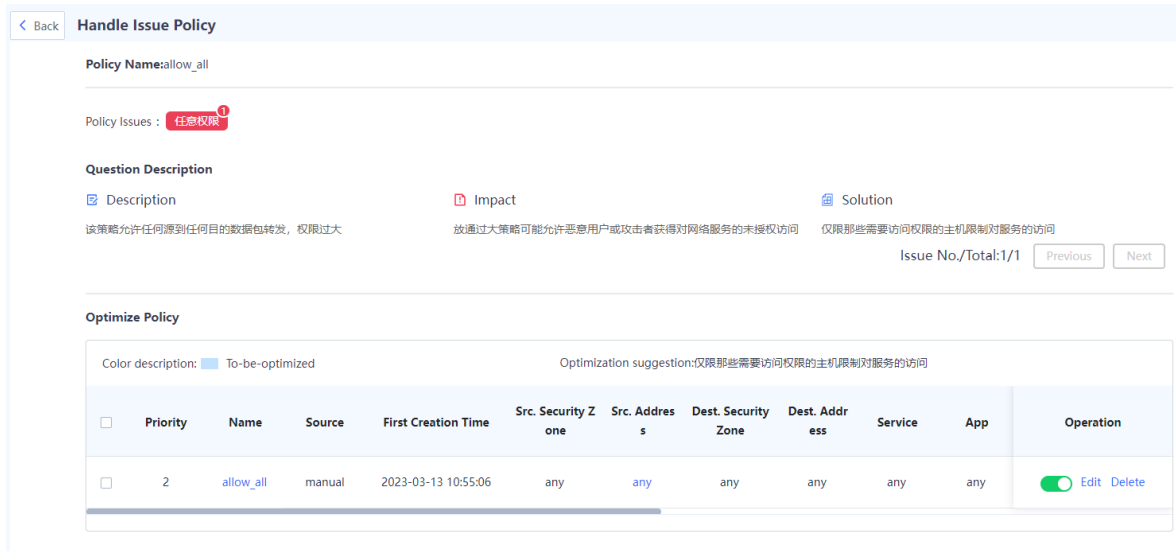 Back Handle Issue Policy
Policy Name:allow_all
Policy Issues : 任意权限 1
Question Description
Description Impact Solution
该策略允许任何源到任何目的数据包转发，权限过大 放通过大策略可能允许恶意用户或攻击者获得对网络服务的未授权访问 仅限那些需要访问权限的主机限制对服务的访问
Issue No./Total:1/1 Previous Next
Optimize Policy
Color description: To-be-optimized Optimization suggestion:仅限那些需要访问权限的主机限制对服务的访问
Priority Name Source First Creation Time Src. Security Z
one Src. Addres
s Dest. Security
Zone Dest. Addr
ess Service App Operation
2 allow_all manual 2023-03-13 10:55:06 any any any any any any Edit Delete